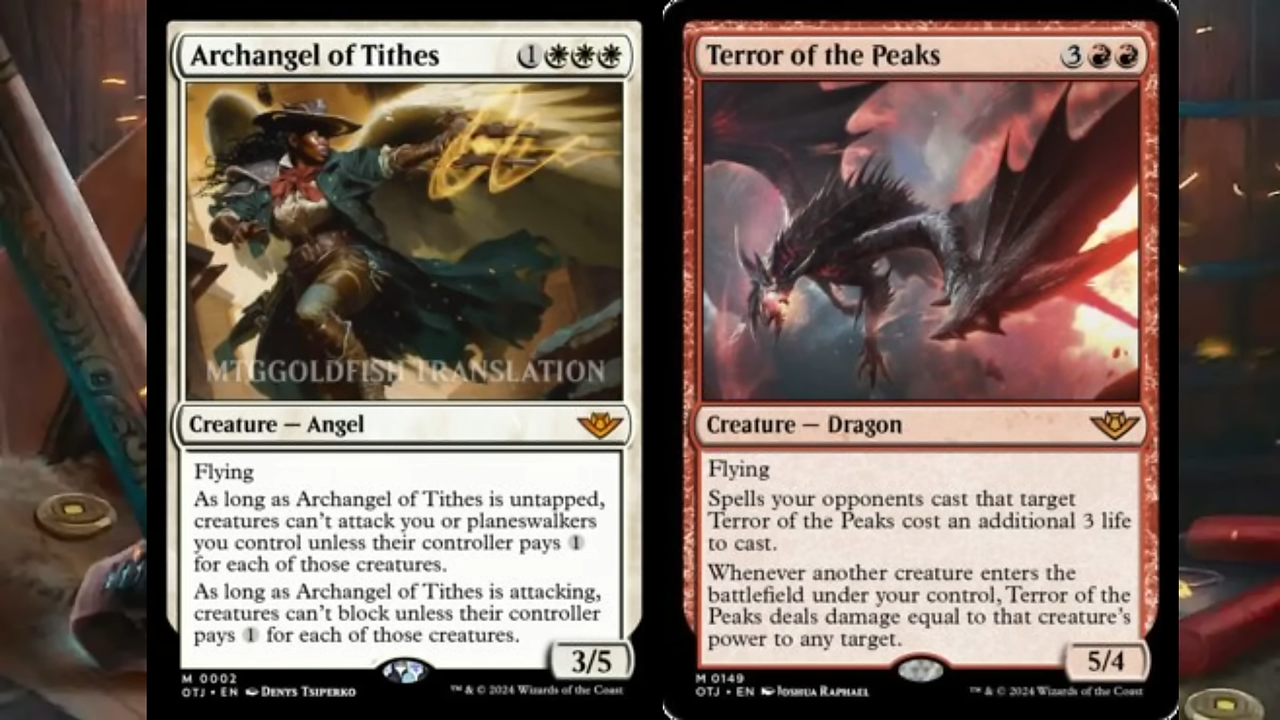 Archangel of Tithes 1
MTGGOLDFISH TRANSLATION
Creature — Angel
Flying
As long as Archangel of Tithes is untapped,
creatures can't attack you or planeswalkers
you control unless their controller pays 1
for each of those creatures.
As long as Archangel of Tithes is attacking,
creatures can't block unless their controller
pays 1 for each of those creatures.
3/5
M 0002
OTJ • EN DENYS TSIPERKO
™ & © 2024 Wizards of the Coast
Terror of the Peaks 3
Creature — Dragon
Flying
Spells your opponents cast that target
Terror of the Peaks cost an additional 3 life
to cast.
Whenever another creature enters the
battlefield under your control, Terror of the
Peaks deals damage equal to that creature's
power to any target.
5/4
M 0149
OTJ • EN JOSHUA RAPHAEL
™ & © 2024 Wizards of the Coast